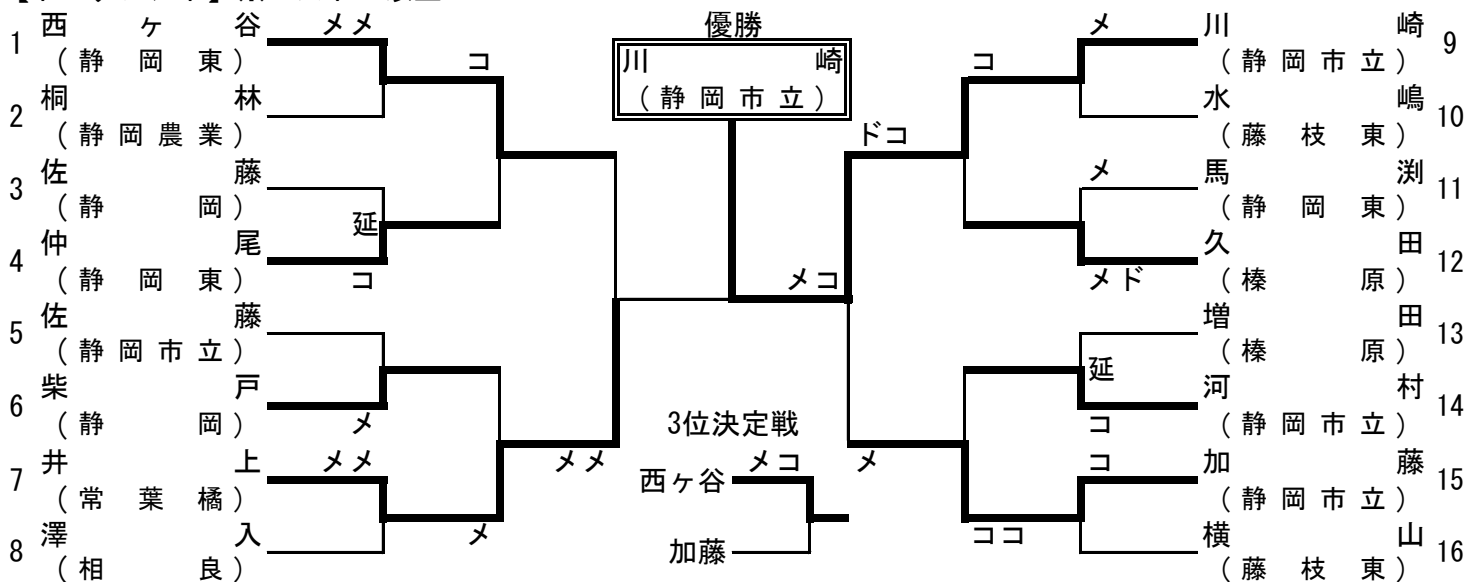 1 西ヶ谷 メメ
(静岡東)
コ
2 桐林
(静岡農業)
3 佐藤
(静岡)
延
4 仲尾
(静岡東) コ
5 佐藤
(静岡市立)
6 柴戸
(静岡) メ
7 井上 メメ
(常葉橘)
メ
8 澤入
(相良)
メメ
優勝
川崎
(静岡市立)
メコ
3位決定戦
西ヶ谷 メコ
加藤
メ 川崎 9
(静岡市立)
コ
水嶋 10
(藤枝東)
ドコ
メ 馬渕 11
(静岡東)
久田 12
メド (榛原)
増田 13
(榛原)
延
河村 14
コ (静岡市立)
メ
コ 加藤 15
(静岡市立)
ココ
横山 16
(藤枝東)